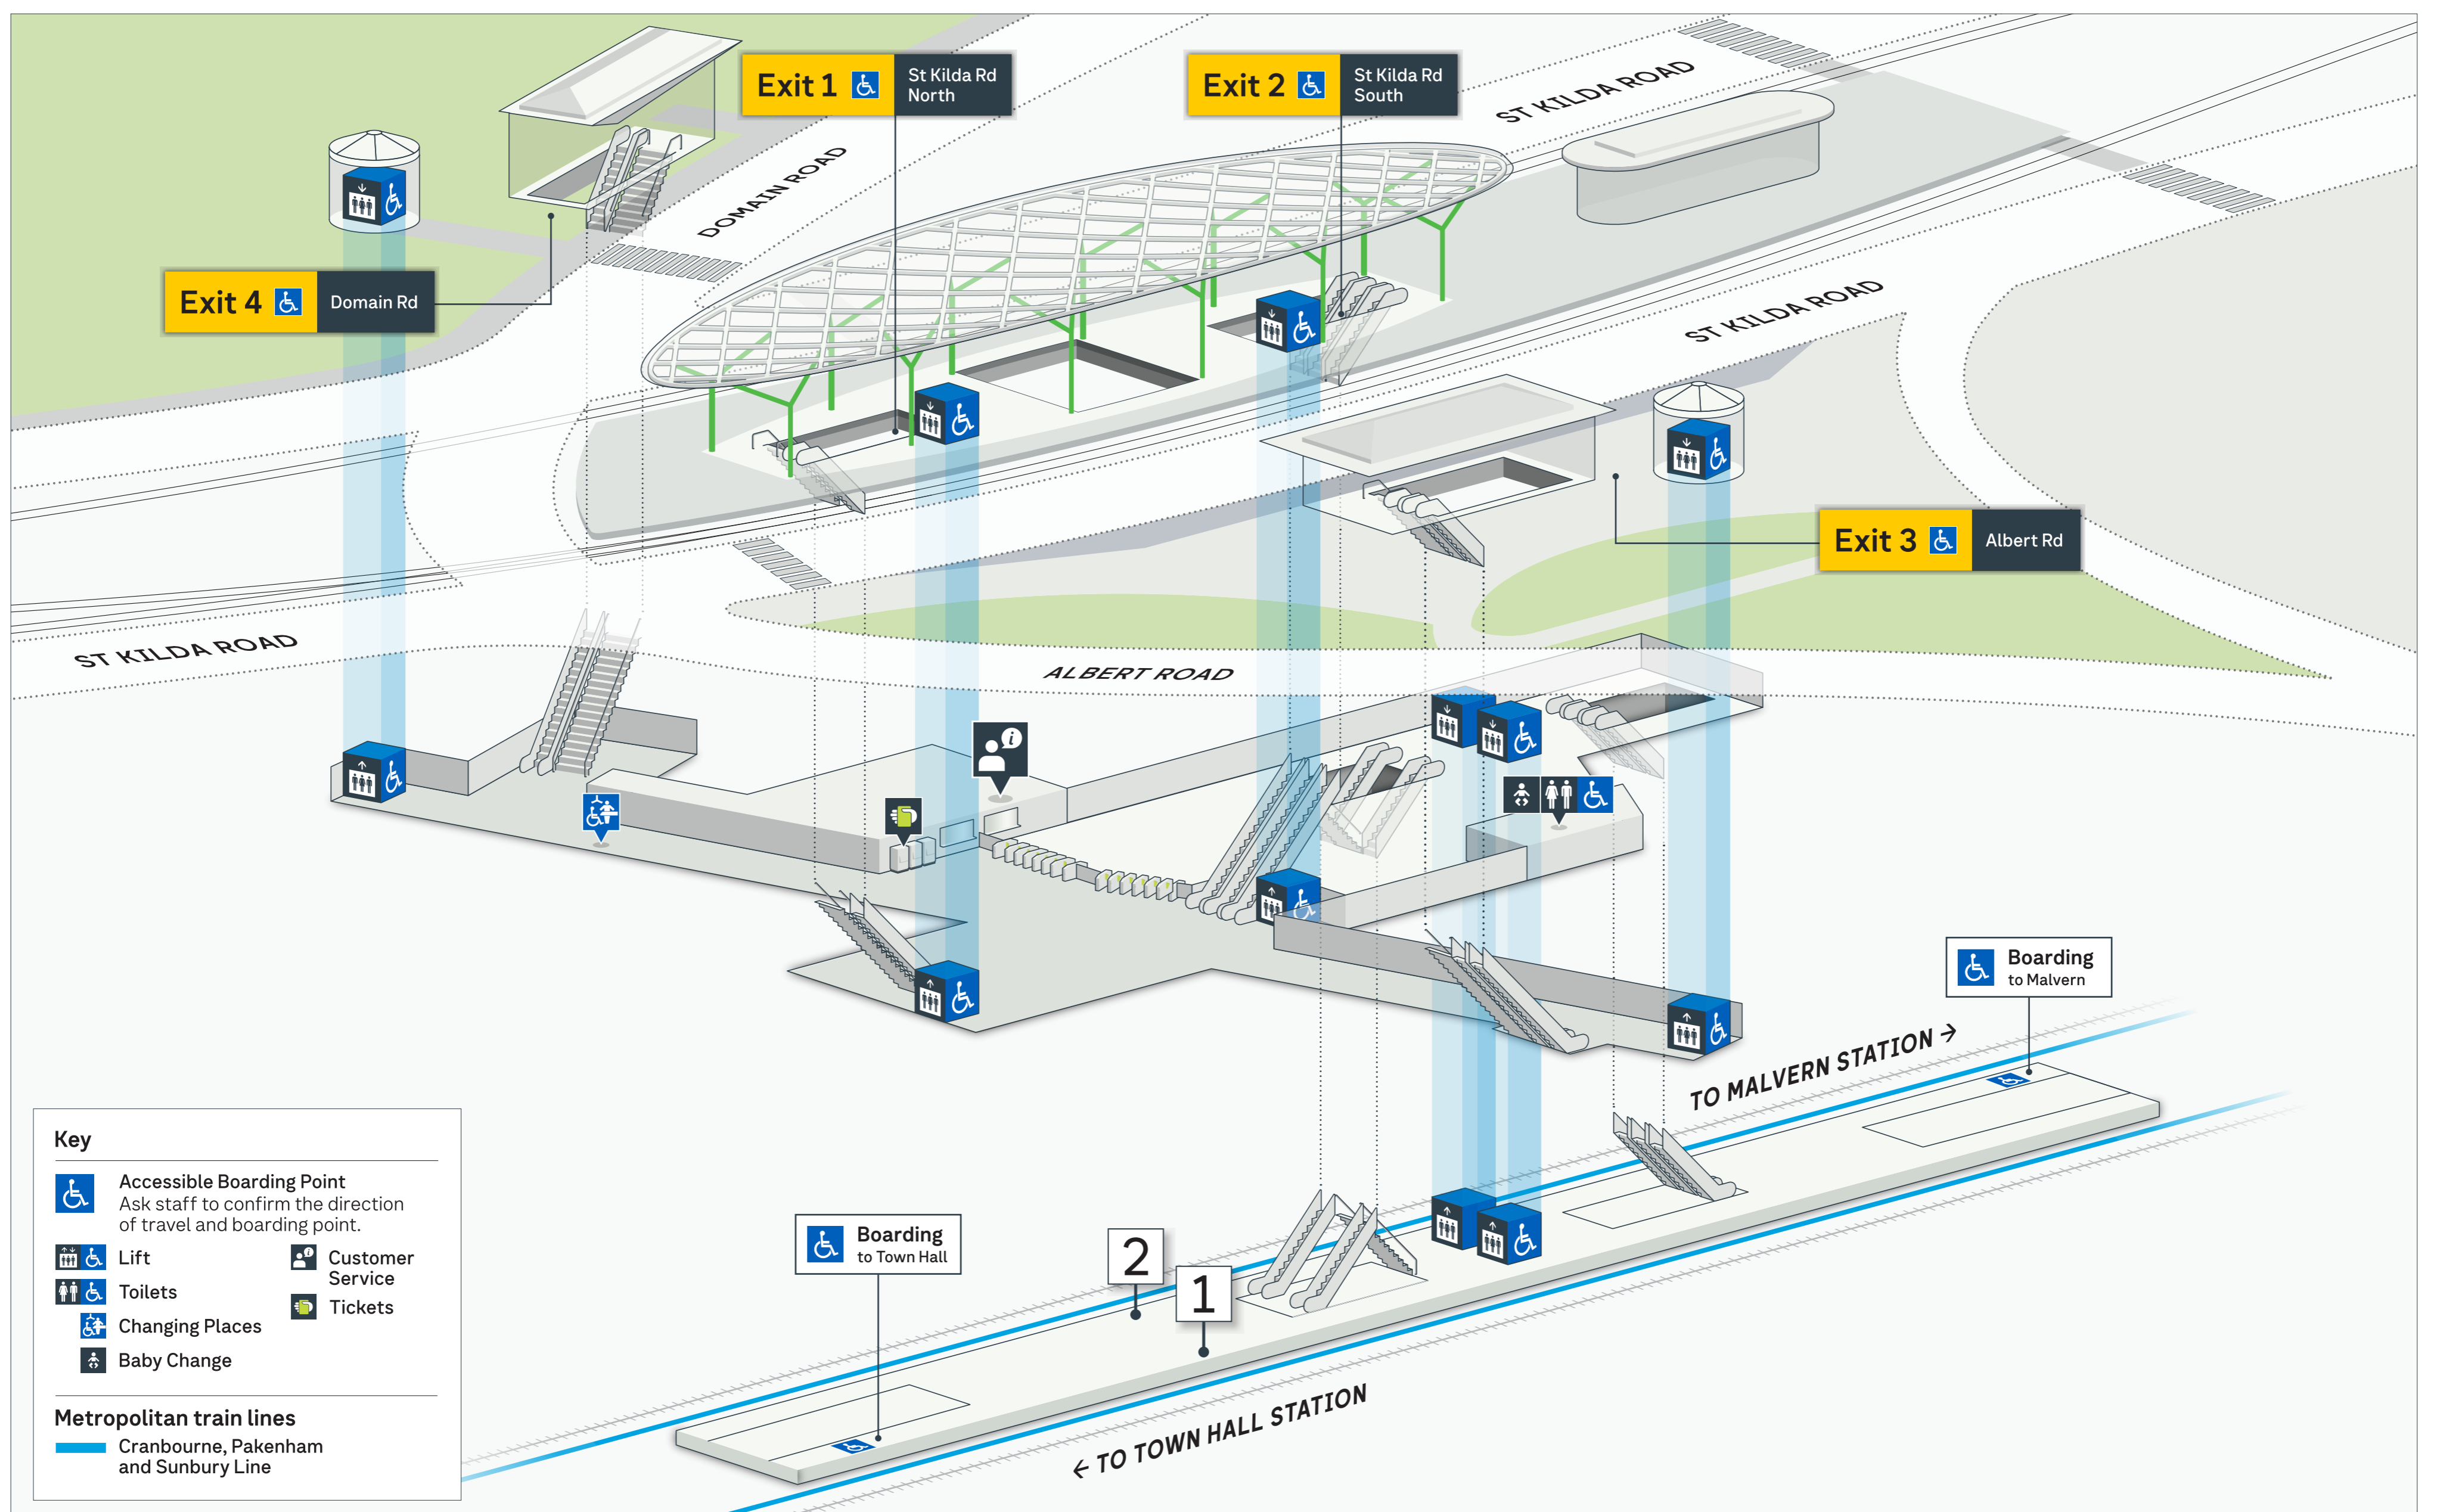 Exit 1
St Kilda Rd
North
Exit 2
St Kilda Rd
South
ST KILDA ROAD
DOMAIN ROAD
Exit 4
Domain Rd
ST KILDA ROAD
Exit 3
Albert Rd
ST KILDA ROAD
ALBERT ROAD
i
Boarding
to Malvern
TO MALVERN STATION →
Boarding
to Town Hall
2
1
← TO TOWN HALL STATION
Key
Accessible Boarding Point
Ask staff to confirm the direction
of travel and boarding point.
Lift
Toilets
Changing Places
Baby Change
Customer
Service
Tickets
Metropolitan train lines
Cranbourne, Pakenham
and Sunbury Line